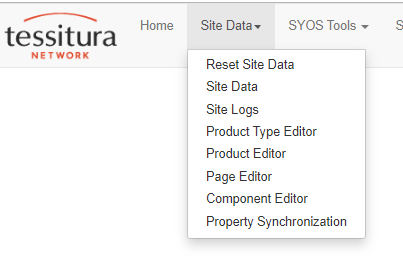 tessitura
NETWORK
Home Site Data SYOS Tools S
Reset Site Data
Site Data
Site Logs
Product Type Editor
Product Editor
Page Editor
Component Editor
Property Synchronization